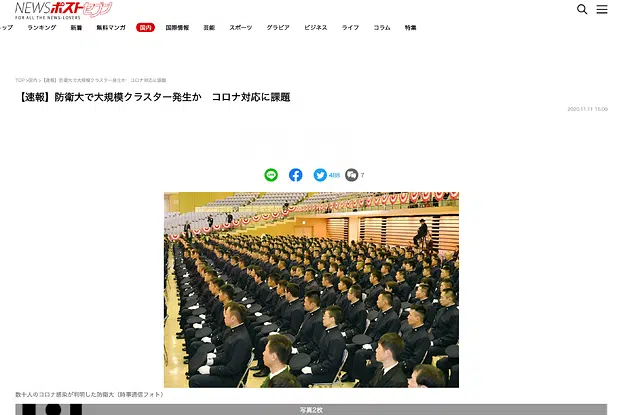 NEWSポストセブン
FOR ALL THE NEWS-LOVERS
ップ ランキング 新着 無料マンガ 国内 国際情報 芸能 スポーツ グラビア ビジネス ライフ コラム 特集
TOP>国内>【速報】防衛大で大規模クラスター発生か コロナ対応に課題
【速報】防衛大で大規模クラスター発生か コロナ対応に課題
2020.11.11 15:00
7
数十人のコロナ感染が判明した防衛大（時事通信フォト）
写真2枚